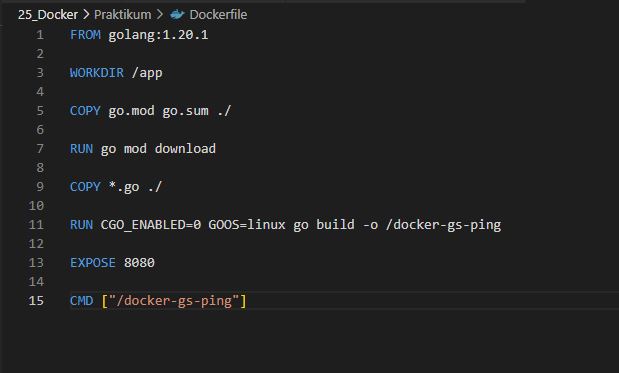 25_Docker > Praktikum > Dockerfile
1 FROM golang:1.20.1
2
3 WORKDIR /app
4
5 COPY go.mod go.sum ./
6
7 RUN go mod download
8
9 COPY *.go ./
10
11 RUN CGO_ENABLED=0 GOOS=linux go build -o /docker-gs-ping
12
13 EXPOSE 8080
14
15 CMD ["/docker-gs-ping"]